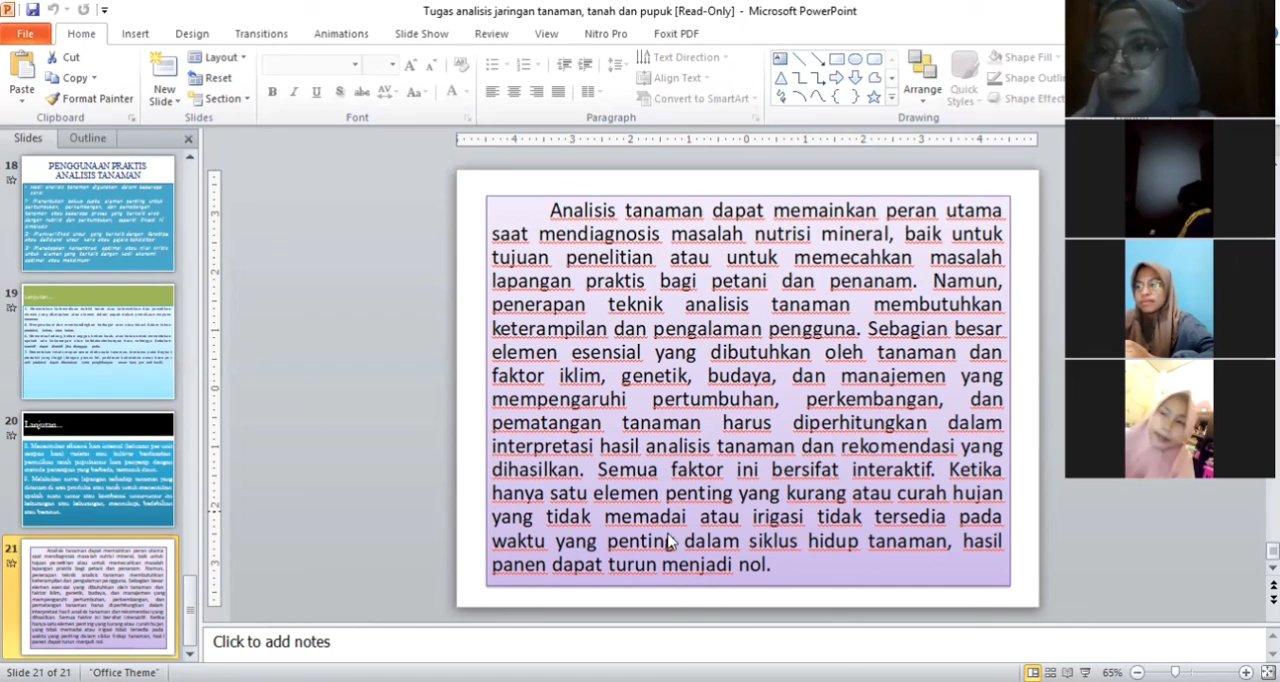 Tugas analisis jaringan tanaman, tanah dan pupuk [Read-Only] - Microsoft PowerPoint
File Home Insert Design Transitions Animations Slide Show Review View Nitro Pro Foxit PDF
Cut
Copy
Format Painter
Paste
Clipboard
New
Slide
Layout
Reset
Section
Slides
Font
Text Direction
Align Text
Convert to SmartArt
Paragraph
Arrange
Quick
Styles
Shape Fill
Shape Outlin
Shape Effect
Drawing
Slides Outline
18
PENGGUNAAN PRAKTIS
ANALISIS TANAMAN
19
Lanjutan...
20
Lanjutan...
21
Analisis tanaman dapat memainkan peran utama
saat mendiagnosis masalah nutrisi mineral, baik untuk
tujuan penelitian atau untuk memecahkan masalah
lapangan praktis bagi petani dan penanam. Namun,
penerapan teknik analisis tanaman membutuhkan
keterampilan dan pengalaman pengguna. Sebagian besar
elemen esensial yang dibutuhkan oleh tanaman dan
faktor iklim, genetik, budaya, dan manajemen yang
mempengaruhi pertumbuhan, perkembangan, dan
pematangan tanaman harus diperhitungkan dalam
interpretasi hasil analisis tanaman dan rekomendasi yang
dihasilkan. Semua faktor ini bersifat interaktif. Ketika
hanya satu elemen penting yang kurang atau curah hujan
yang tidak memadai atau irigasi tidak tersedia pada
waktu yang penting dalam siklus hidup tanaman, hasil
panen dapat turun menjadi nol.
Click to add notes
Slide 21 of 21 "Office Theme" 65%